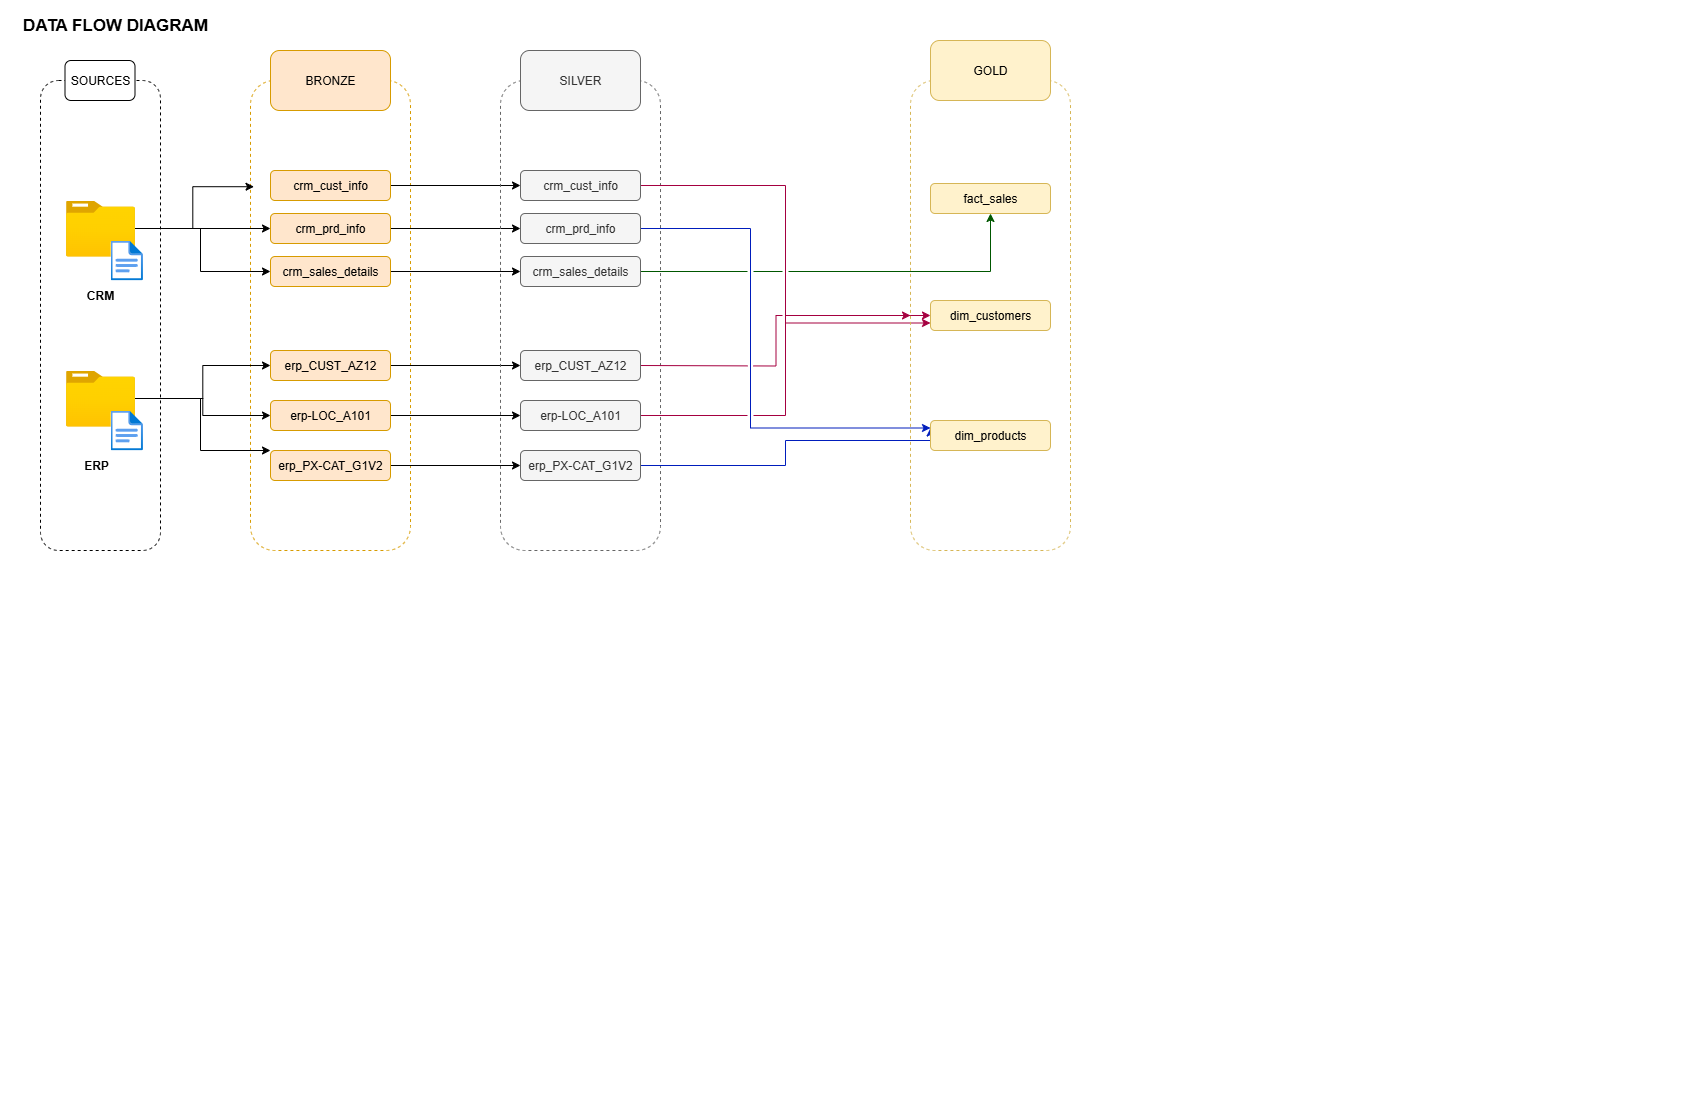 DATA FLOW DIAGRAM
SOURCES
BRONZE
SILVER
GOLD
crm_cust_info
crm_cust_info
fact_sales
crm_prd_info
crm_prd_info
crm_sales_details
crm_sales_details
CRM
dim_customers
erp_CUST_AZ12
erp_CUST_AZ12
erp-LOC_A101
erp-LOC_A101
dim_products
ERP
erp_PX-CAT_G1V2
erp_PX-CAT_G1V2